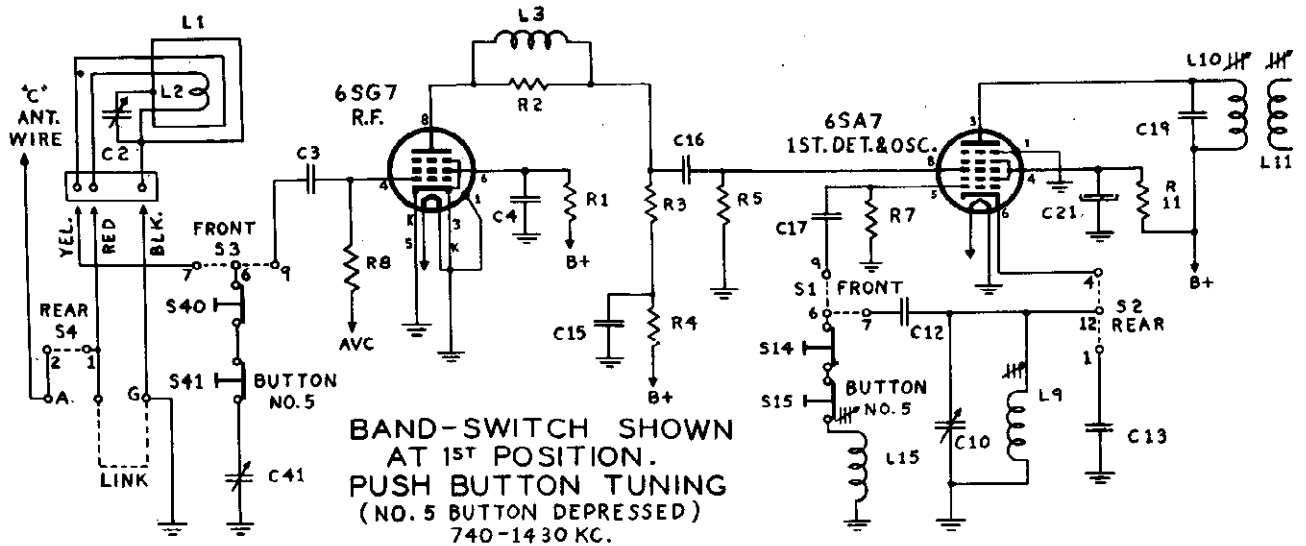 L1
L3
"C"
ANT.
WIRE
L2
C2
6SG7
R.F.
R2
8
6SA7
1ST. DET. & OSC.
L10
C19
L11
3
C3
4
6
1
K
5
3
K
C4
R1
B+
C16
R3
R5
8
5
1
4
6
C17
R7
C21
R
11
B+
YEL.
RED
BLK.
FRONT
S3
7
6
9
R8
AVC
REAR
S4
2
1
A.
G
LINK
S40
S41
BUTTON
NO. 5
C41
C15
R4
B+
9
S1 FRONT
6
7
C12
4
S2
12
REAR
1
S14
S15
BUTTON
NO. 5
L15
C10
L9
C13
BAND-SWITCH SHOWN
AT 1ST POSITION.
PUSH BUTTON TUNING
(NO. 5 BUTTON DEPRESSED)
740-1430 KC.